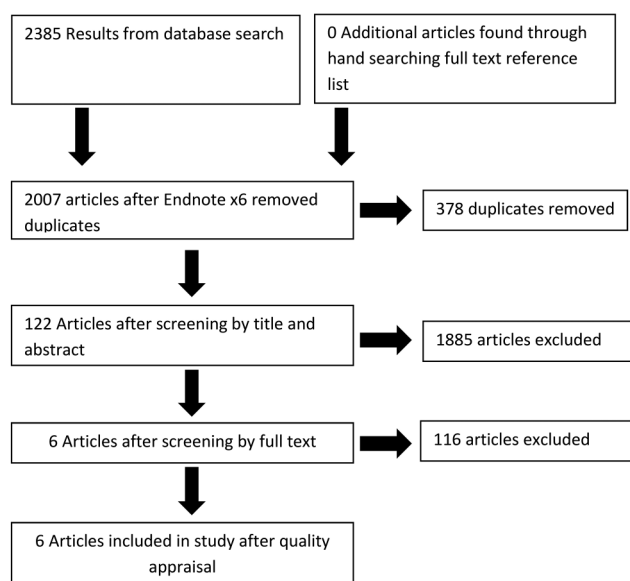 2385 Results from database search
0 Additional articles found through
hand searching full text reference
list
2007 articles after Endnote x6 removed
duplicates
378 duplicates removed
122 Articles after screening by title and
abstract
1885 articles excluded
6 Articles after screening by full text
116 articles excluded
6 Articles included in study after quality
appraisal